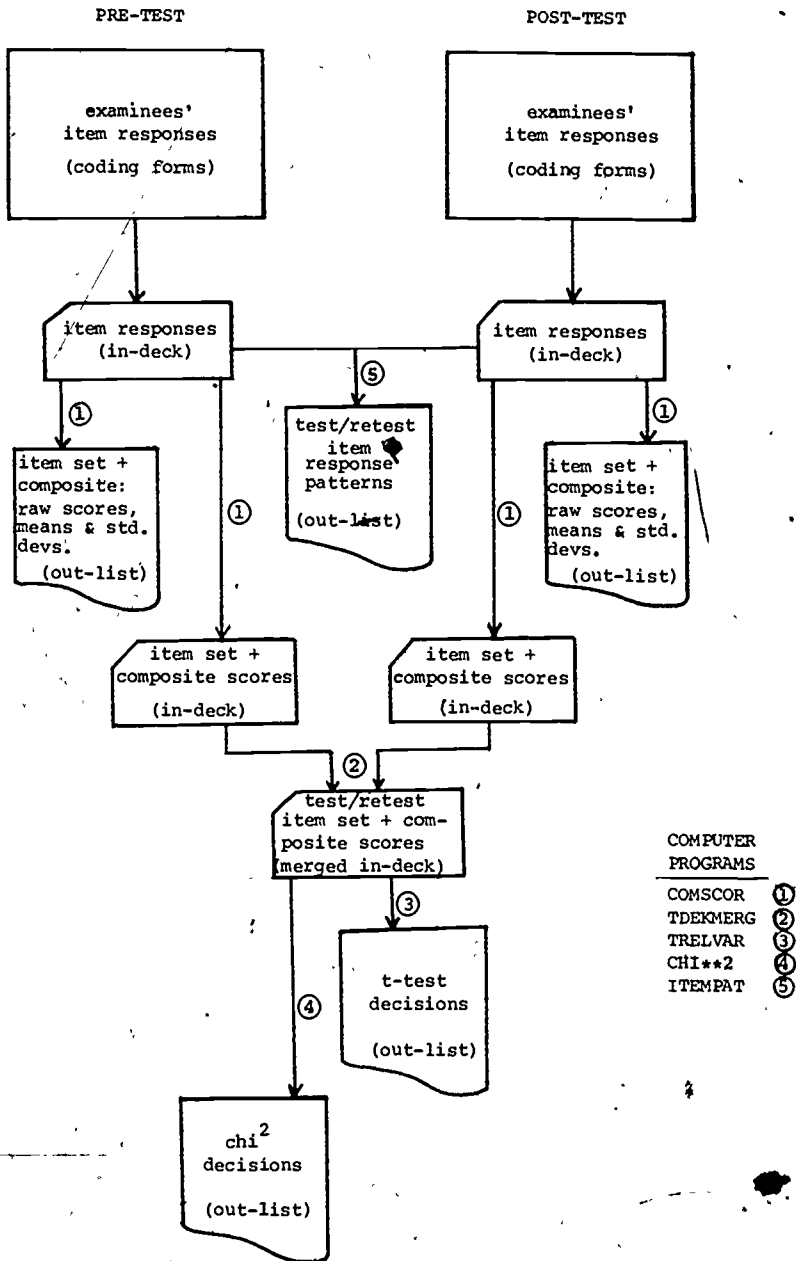 PRE-TEST
POST-TEST
examinees'
item responses
(coding forms)
examinees'
item responses
(coding forms)
item responses
(in-deck)
item responses
(in-deck)
⑤
①
①
test/retest
item
response
patterns
(out-list)
item set +
composite:
raw scores,
means & std.
devs.
(out-list)
①
①
item set +
composite:
raw scores,
means & std.
devs.
(out-list)
item set +
composite scores
(in-deck)
item set +
composite scores
(in-deck)
②
test/retest
item set + com-
posite scores
(merged in-deck)
③
④
t-test
decisions
(out-list)
chi²
decisions
(out-list)
COMPUTER
PROGRAMS
COMSCOR ①
TDEKMERG ②
TRELVAR ③
CHI**2 ④
ITEMPAT ⑤